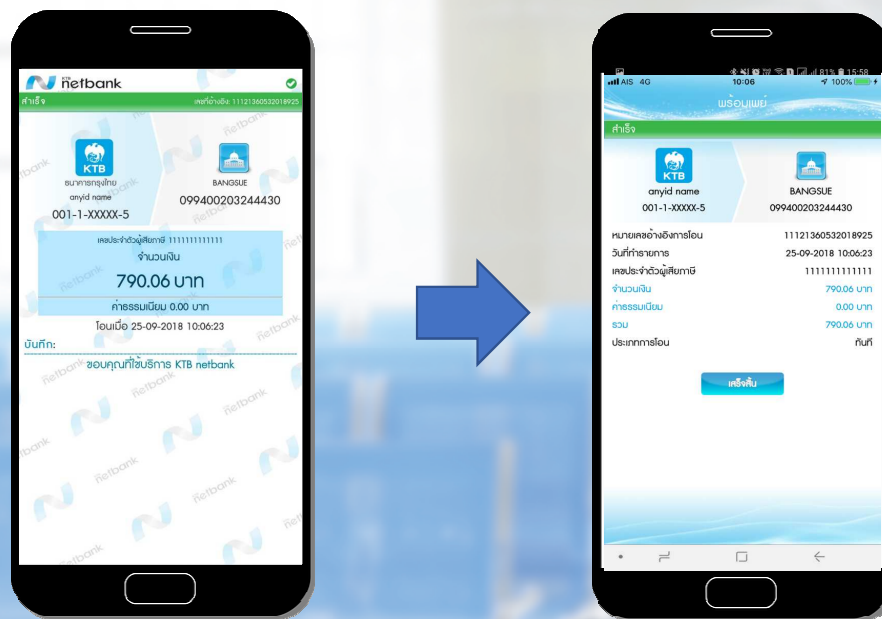 KTB netbank
สำเร็จ
เลขที่อ้างอิง: 11121360532018925
KTB
ธนาคารกรุงไทย
anyid name
001-1-XXXXX-5
BANGSUE
099400203244430
เลขประจำตัวผู้เสียภาษี 1111111111111
จำนวนเงิน
790.06 บาท
ค่าธรรมเนียม 0.00 บาท
โอนเมื่อ 25-09-2018 10:06:23
บันทึก:
ขอบคุณที่ใช้บริการ KTB netbank
81% 15:58
AIS 4G 10:06 100%
พร้อมเพย์
สำเร็จ
KTB
anyid name
001-1-XXXXX-5
BANGSUE
099400203244430
หมายเลขอ้างอิงการโอน 11121360532018925
วันที่ทำรายการ 25-09-2018 10:06:23
เลขประจำตัวผู้เสียภาษี 1111111111111
จำนวนเงิน 790.06 บาท
ค่าธรรมเนียม 0.00 บาท
รวม 790.06 บาท
ประเภทการโอน ทันที
เสร็จสิ้น